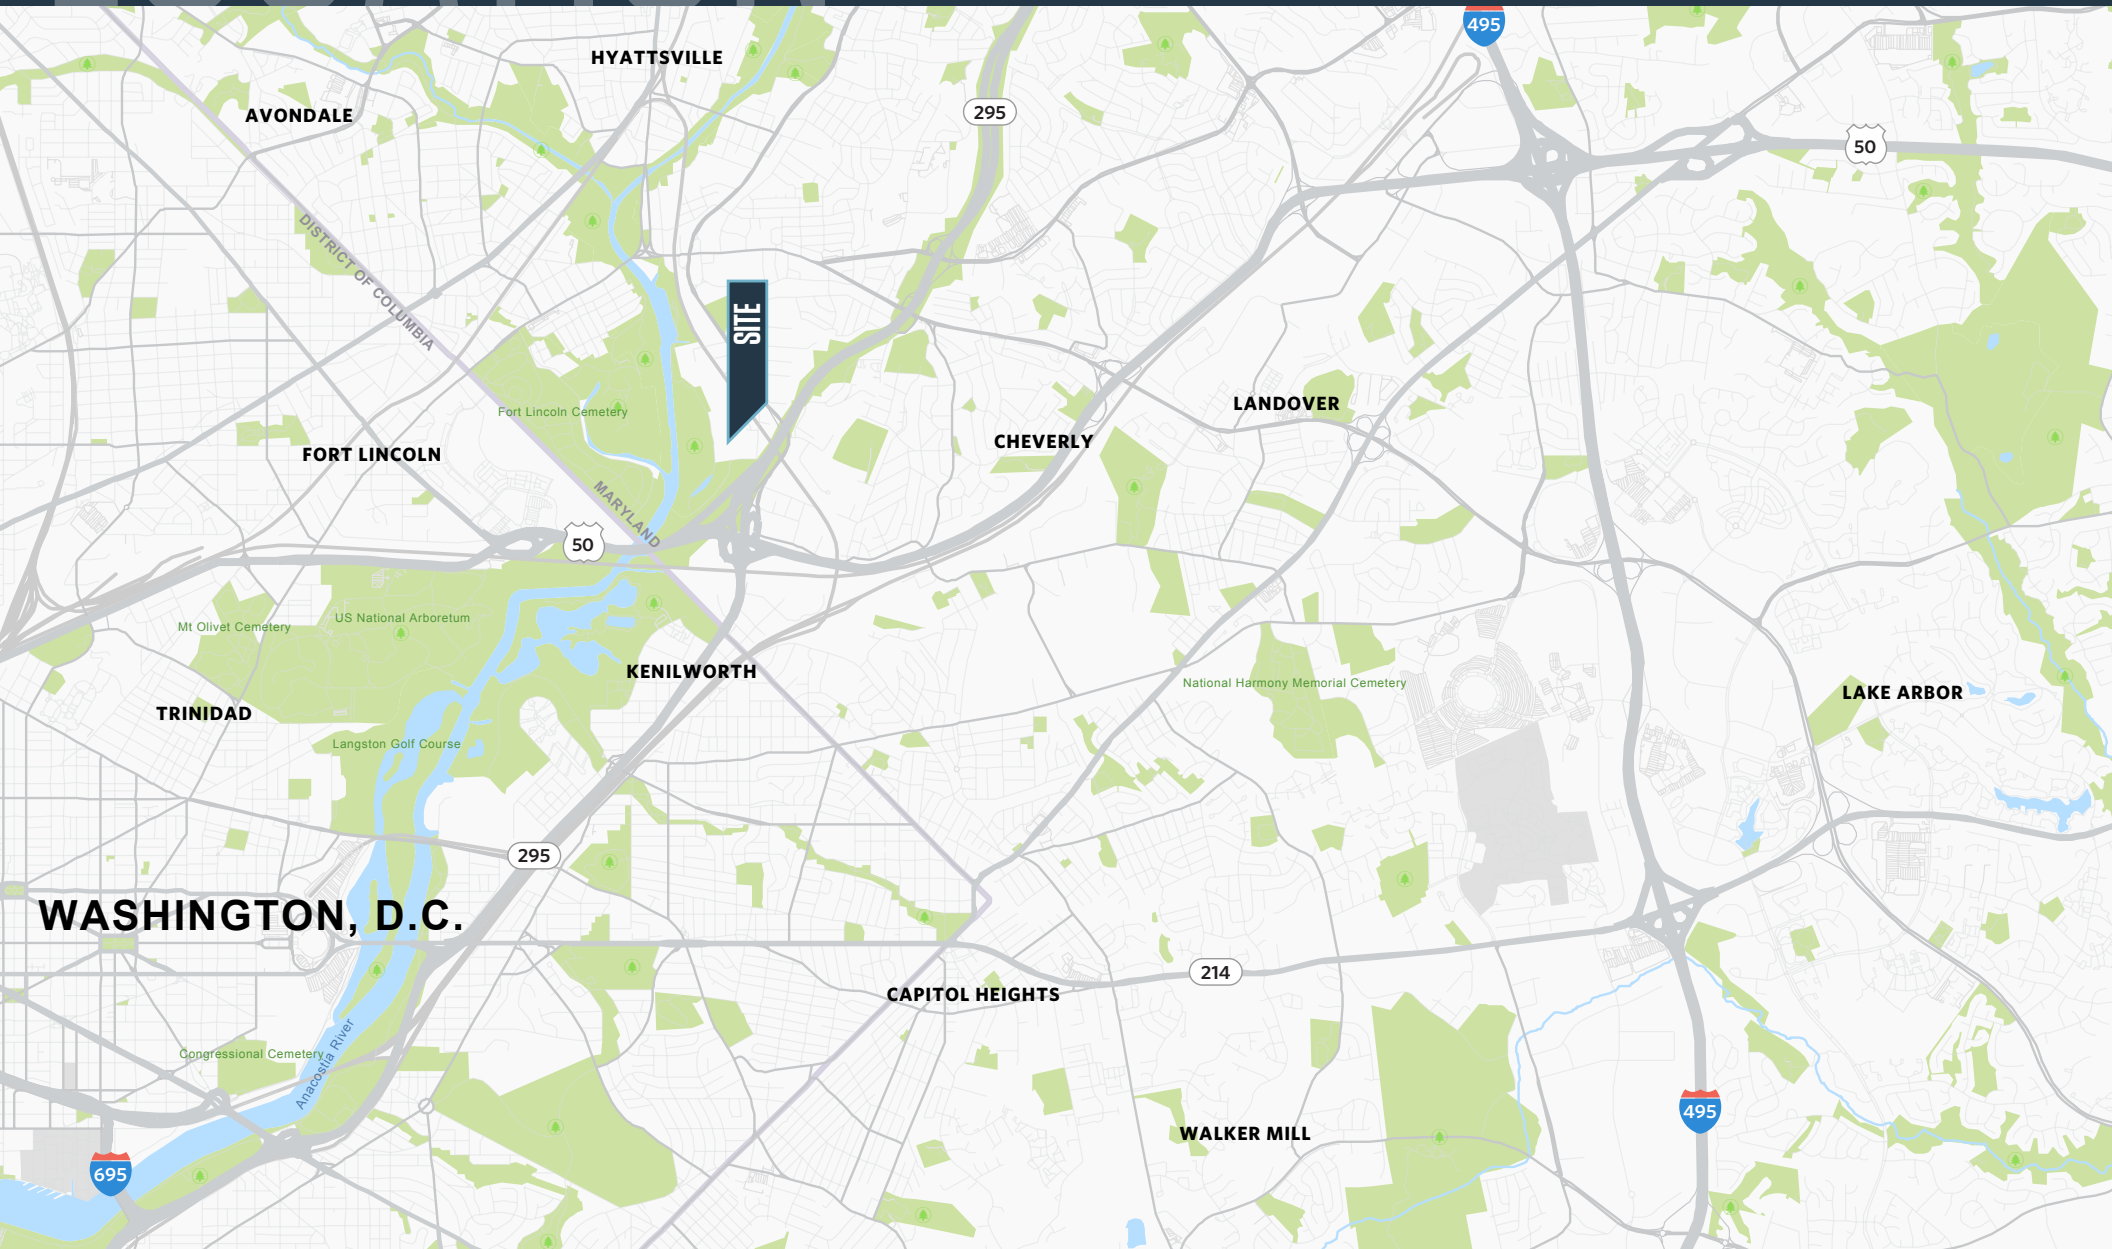 495
HYATTSVILLE
295
AVONDALE
50
DISTRICT OF COLUMBIA
SITE
LANDOVER
Fort Lincoln Cemetery
CHEVERLY
FORT LINCOLN
MARYLAND
50
US National Arboretum
Mt Olivet Cemetery
KENILWORTH
National Harmony Memorial Cemetery
LAKE ARBOR
TRINIDAD
Langston Golf Course
295
WASHINGTON, D.C.
214
CAPITOL HEIGHTS
Congressional Cemetery
Anacostia River
495
WALKER MILL
695